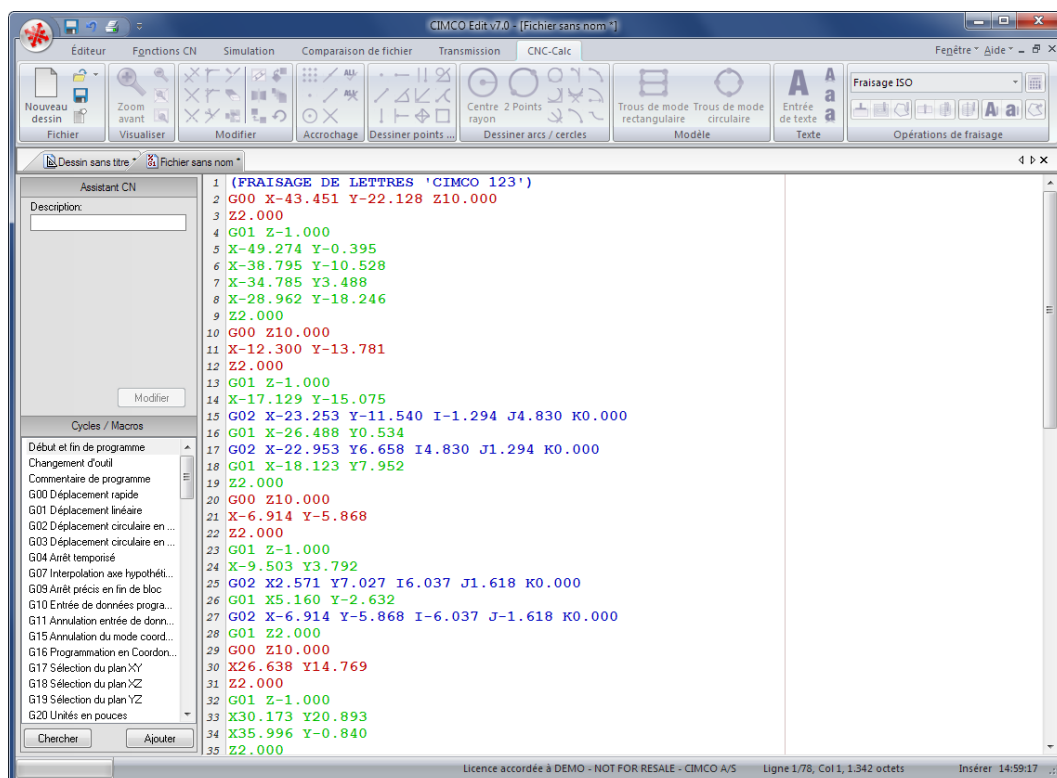 CIMCO Edit v7.0 - [Fichier sans nom *]
Éditeur Fonctions CN Simulation Comparaison de fichier Transmission CNC-Calc Fenêtre Aide
Nouveau dessin
Zoom avant
Centre rayon
2 Points
Trous de mode rectangulaire
Trous de mode circulaire
Entrée de texte
Fraisage ISO
Fichier Visualiser Modifier Accrochage Dessiner points ... Dessiner arcs / cercles Modèle Texte Opérations de fraisage
Dessin sans titre * Fichier sans nom *
Assistant CN
Description:
Modifier
Cycles / Macros
Début et fin de programme
Changement d'outil
Commentaire de programme
G00 Déplacement rapide
G01 Déplacement linéaire
G02 Déplacement circulaire en ...
G03 Déplacement circulaire en ...
G04 Arrêt temporisé
G07 Interpolation axe hypothéti...
G09 Arrêt précis en fin de bloc
G10 Entrée de données progra...
G11 Annulation entrée de donn...
G15 Annulation du mode coord...
G16 Programmation en Coordon...
G17 Sélection du plan XY
G18 Sélection du plan XZ
G19 Sélection du plan YZ
G20 Unités en pouces
Chercher Ajouter
1 (FRAISAGE DE LETTRES 'CIMCO 123')
2 G00 X-43.451 Y-22.128 Z10.000
3 Z2.000
4 G01 Z-1.000
5 X-49.274 Y-0.395
6 X-38.795 Y-10.528
7 X-34.785 Y3.488
8 X-28.962 Y-18.246
9 Z2.000
10 G00 Z10.000
11 X-12.300 Y-13.781
12 Z2.000
13 G01 Z-1.000
14 X-17.129 Y-15.075
15 G02 X-23.253 Y-11.540 I-1.294 J4.830 K0.000
16 G01 X-26.488 Y0.534
17 G02 X-22.953 Y6.658 I4.830 J1.294 K0.000
18 G01 X-18.123 Y7.952
19 Z2.000
20 G00 Z10.000
21 X-6.914 Y-5.868
22 Z2.000
23 G01 Z-1.000
24 X-9.503 Y3.792
25 G02 X2.571 Y7.027 I6.037 J1.618 K0.000
26 G01 X5.160 Y-2.632
27 G02 X-6.914 Y-5.868 I-6.037 J-1.618 K0.000
28 G01 Z2.000
29 G00 Z10.000
30 X26.638 Y14.769
31 Z2.000
32 G01 Z-1.000
33 X30.173 Y20.893
34 X35.996 Y-0.840
35 Z2.000
Licence accordée à DEMO - NOT FOR RESALE - CIMCO A/S Ligne 1/78, Col 1, 1.342 octets Insérer 14:59:17